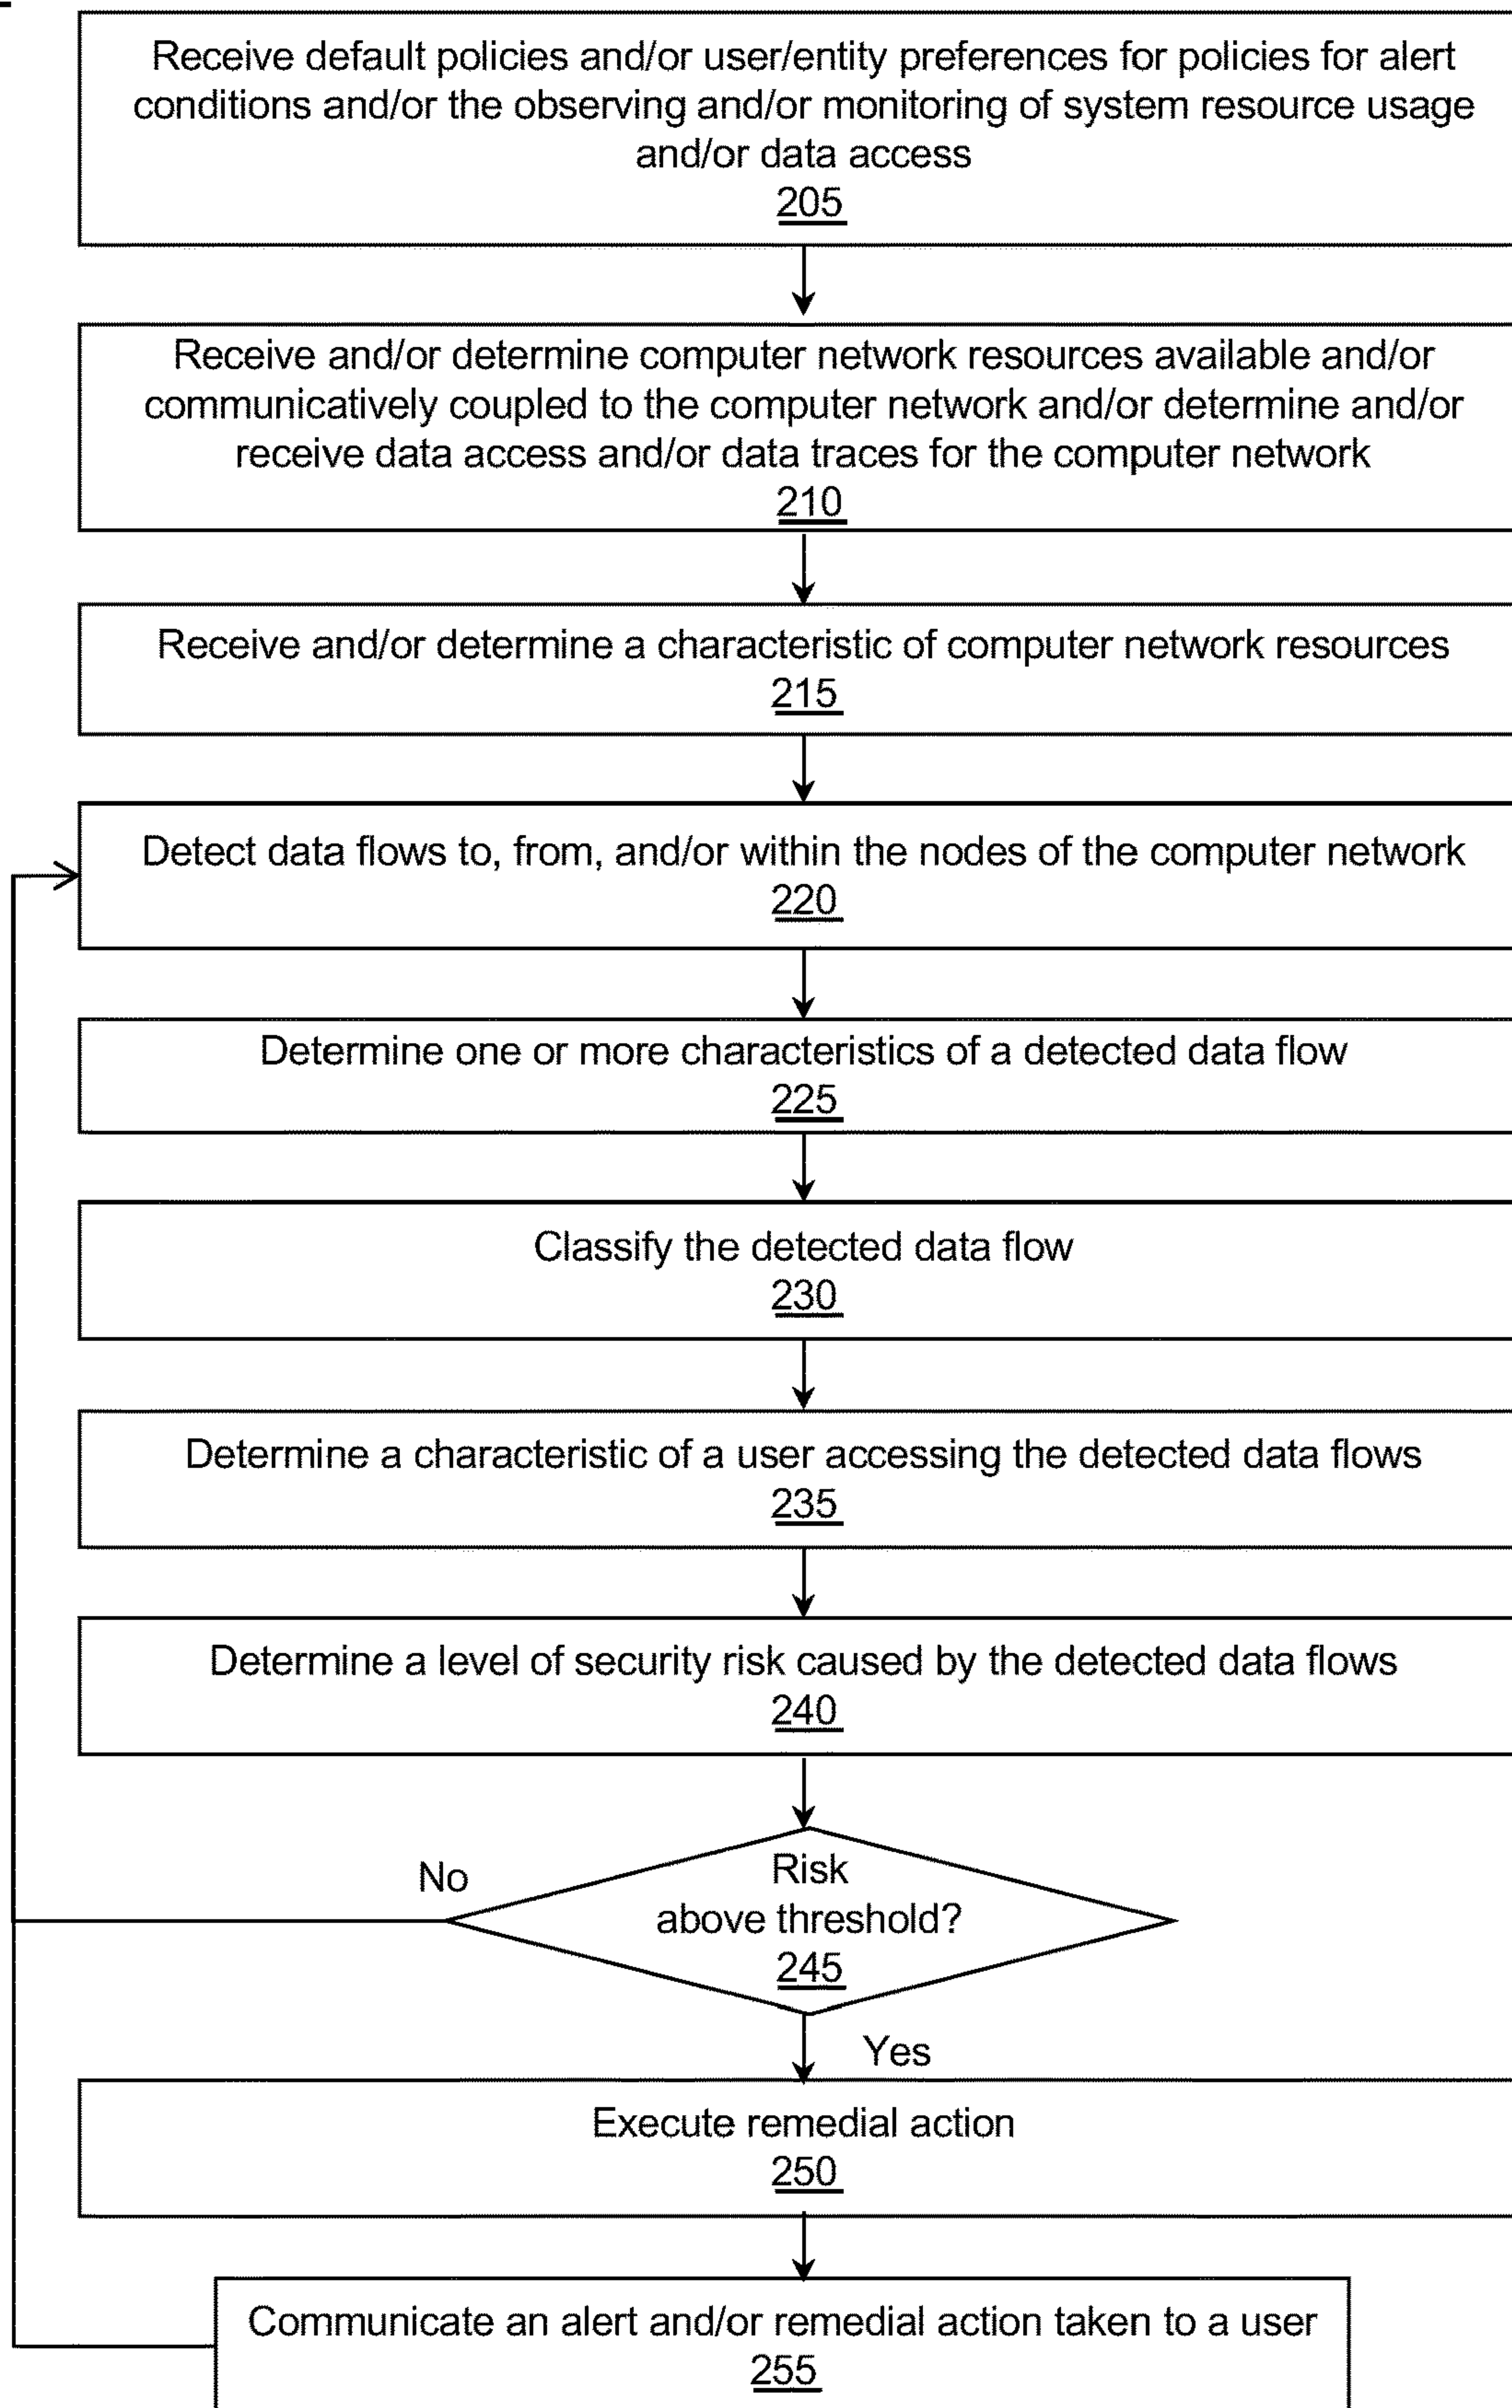 Receive default policies and/or user/entity preferences for policies for alert
conditions and/or the observing and/or monitoring of system resource usage
and/or data access
205
Receive and/or determine computer network resources available and/or
communicatively coupled to the computer network and/or determine and/or
receive data access and/or data traces for the computer network
210
Receive and/or determine a characteristic of computer network resources
215
Detect data flows to, from, and/or within the nodes of the computer network
220
Determine one or more characteristics of a detected data flow
225
Classify the detected data flow
230
Determine a characteristic of a user accessing the detected data flows
235
Determine a level of security risk caused by the detected data flows
240
No
Risk
above threshold?
245
Yes
Execute remedial action
250
Communicate an alert and/or remedial action taken to a user
255